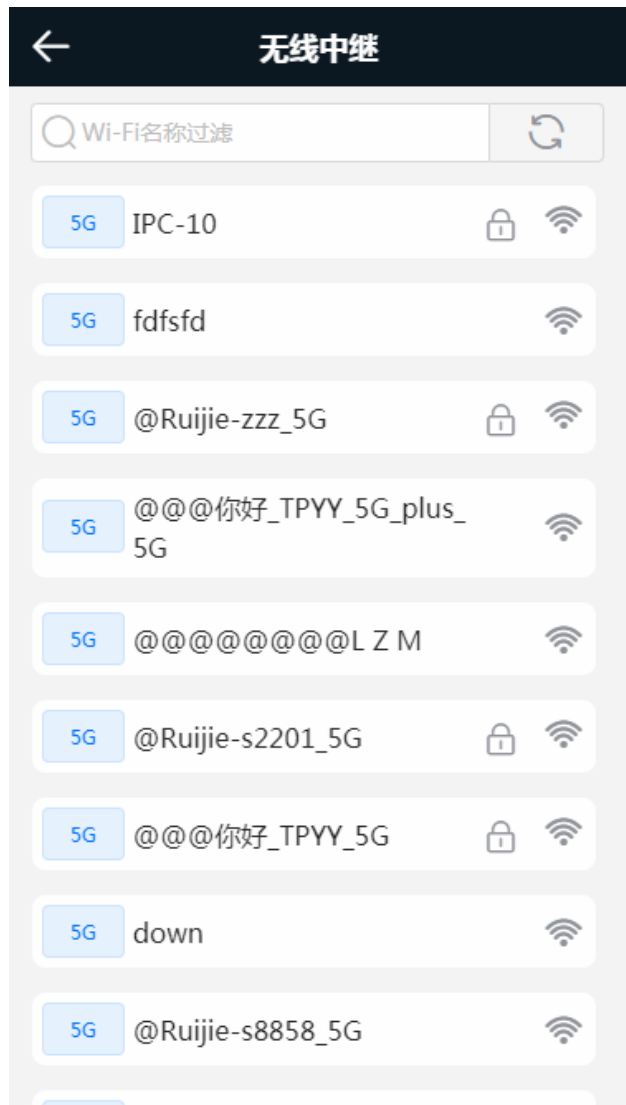 无线中继
Wi-Fi名称过滤
5G IPC-10
5G fdfsfd
5G @Ruijie-zzz_5G
5G @@@你好_TPYY_5G_plus_
5G
5G @@@@@@@@L Z M
5G @Ruijie-s2201_5G
5G @@@你好_TPYY_5G
5G down
5G @Ruijie-s8858_5G